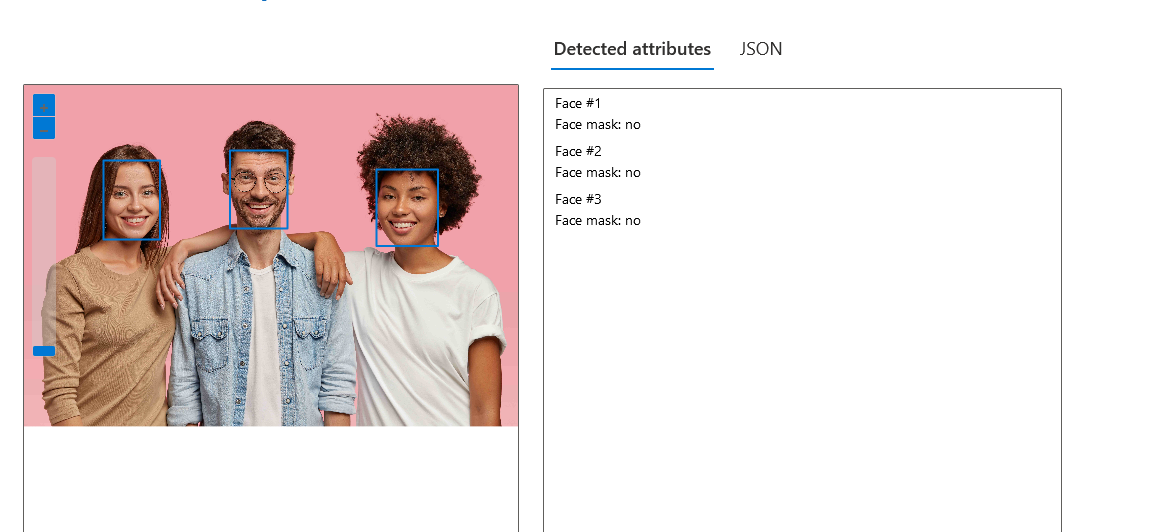 Detected attributes JSON
+
-
Face #1
Face mask: no
Face #2
Face mask: no
Face #3
Face mask: no